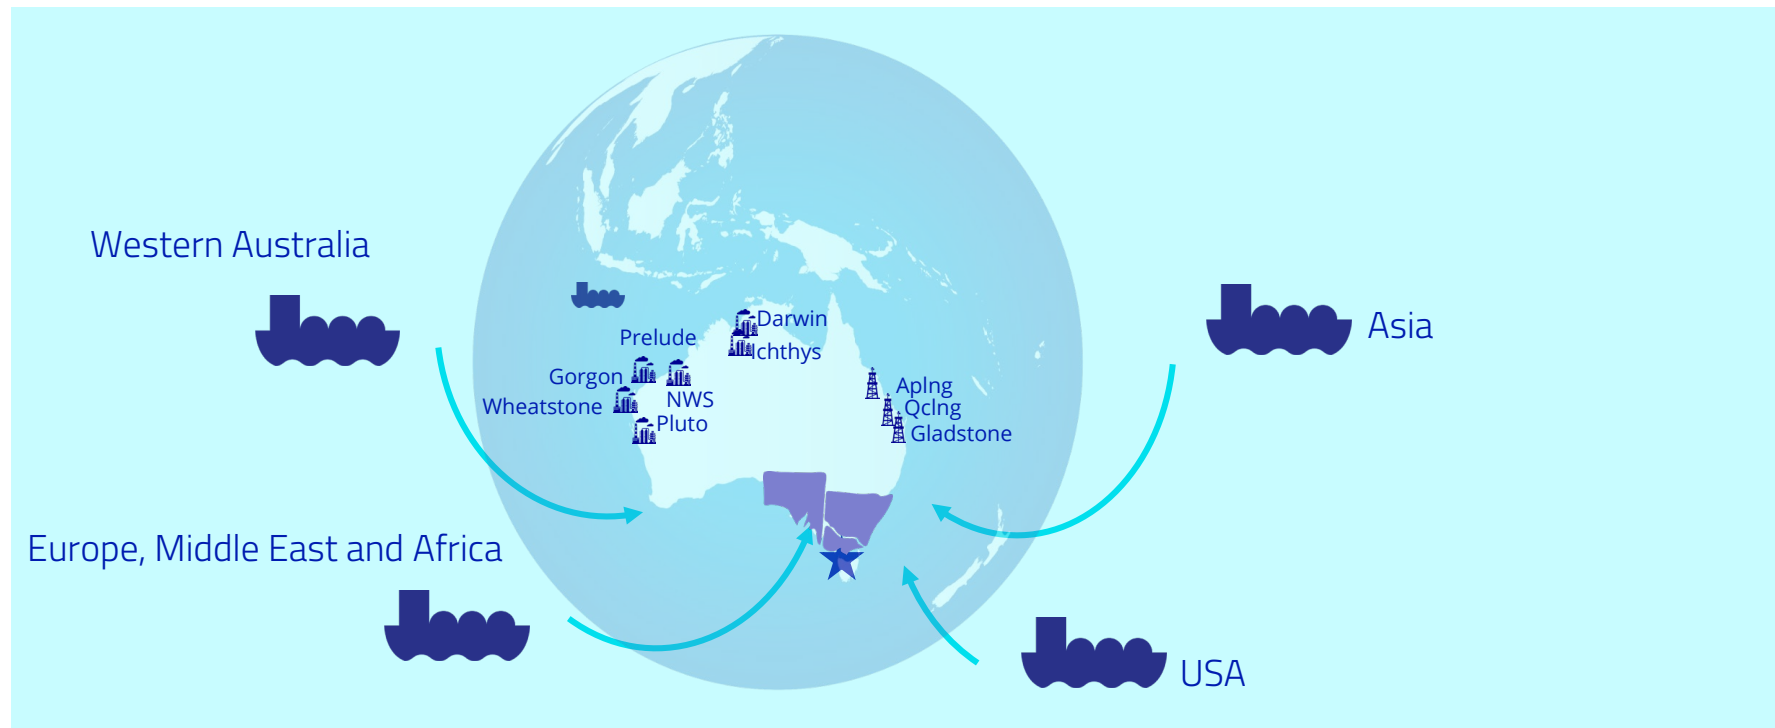 Western Australia
Asia
Darwin
Prelude
Ichthys
Gorgon
Aplng
NWS
Wheatstone
Qclng
Pluto
Gladstone
Europe, Middle East and Africa
USA